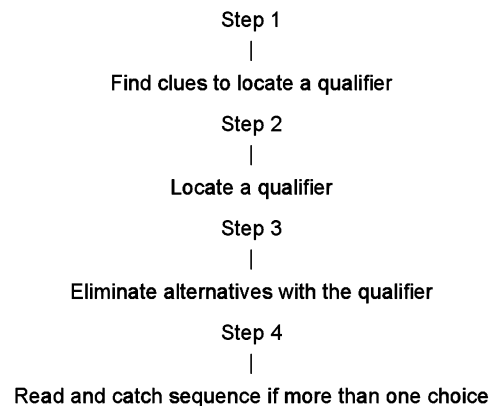 Step 1
|
Find clues to locate a qualifier
Step 2
|
Locate a qualifier
Step 3
|
Eliminate alternatives with the qualifier
Step 4
|
Read and catch sequence if more than one choice